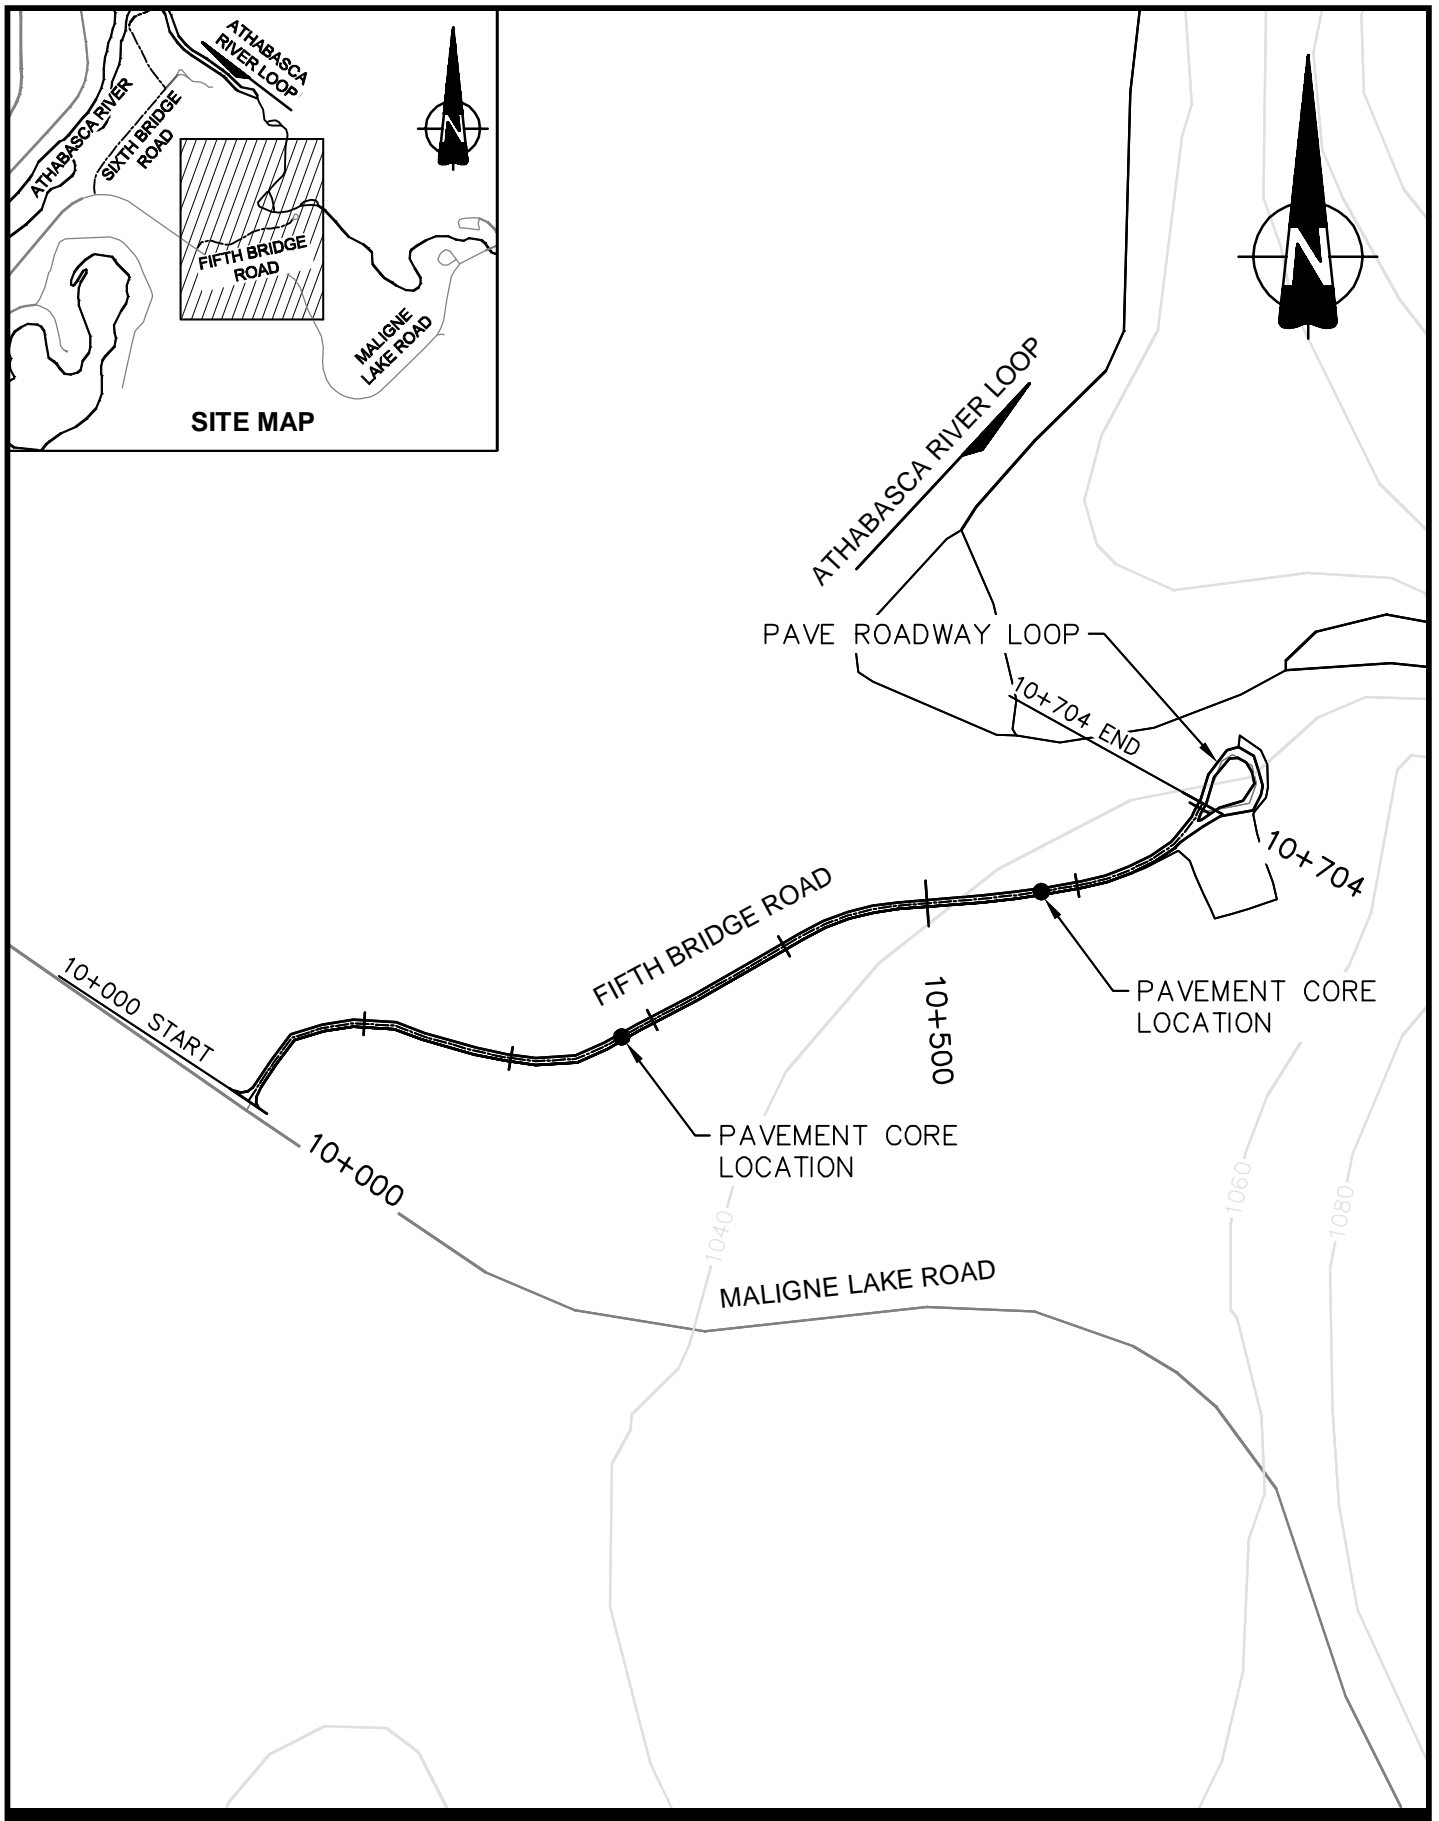 ATHABASCA
RIVER LOOP
ATHABASCA RIVER
SIXTH BRIDGE
ROAD
N
FIFTH BRIDGE
ROAD
MALIGNE
LAKE ROAD
SITE MAP
N
ATHABASCA RIVER LOOP
PAVE ROADWAY LOOP
10+704 END
10+704
FIFTH BRIDGE ROAD
10+000 START
10+500
PAVEMENT CORE
LOCATION
PAVEMENT CORE
LOCATION
10+000
1040
1060
1080
MALIGNE LAKE ROAD